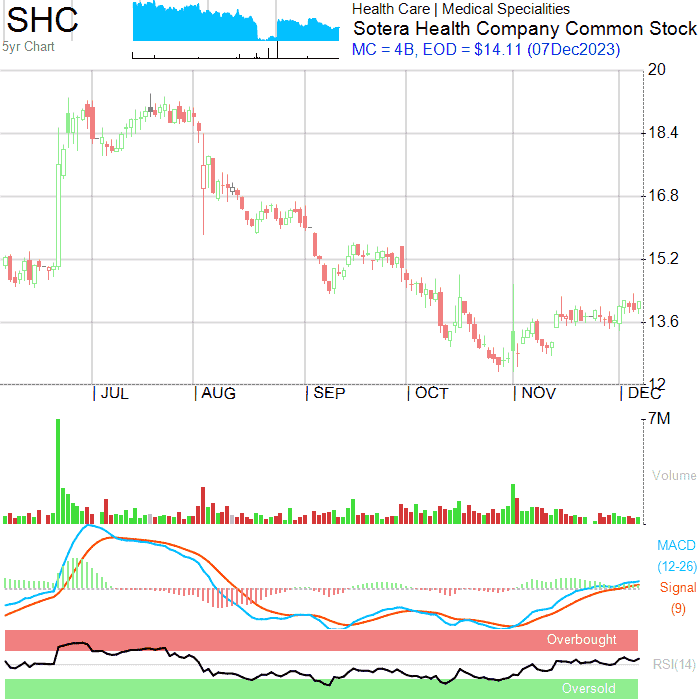 SHC
5yr Chart
Health Care | Medical Specialities
Sotera Health Company Common Stock
MC = 4B, EOD = $14.11 (07Dec2023)
20
18.4
16.8
15.2
13.6
12
JUL AUG SEP OCT NOV DEC
7M
Volume
MACD
(12-26)
Signal
(9)
Overbought
RSI(14)
Oversold